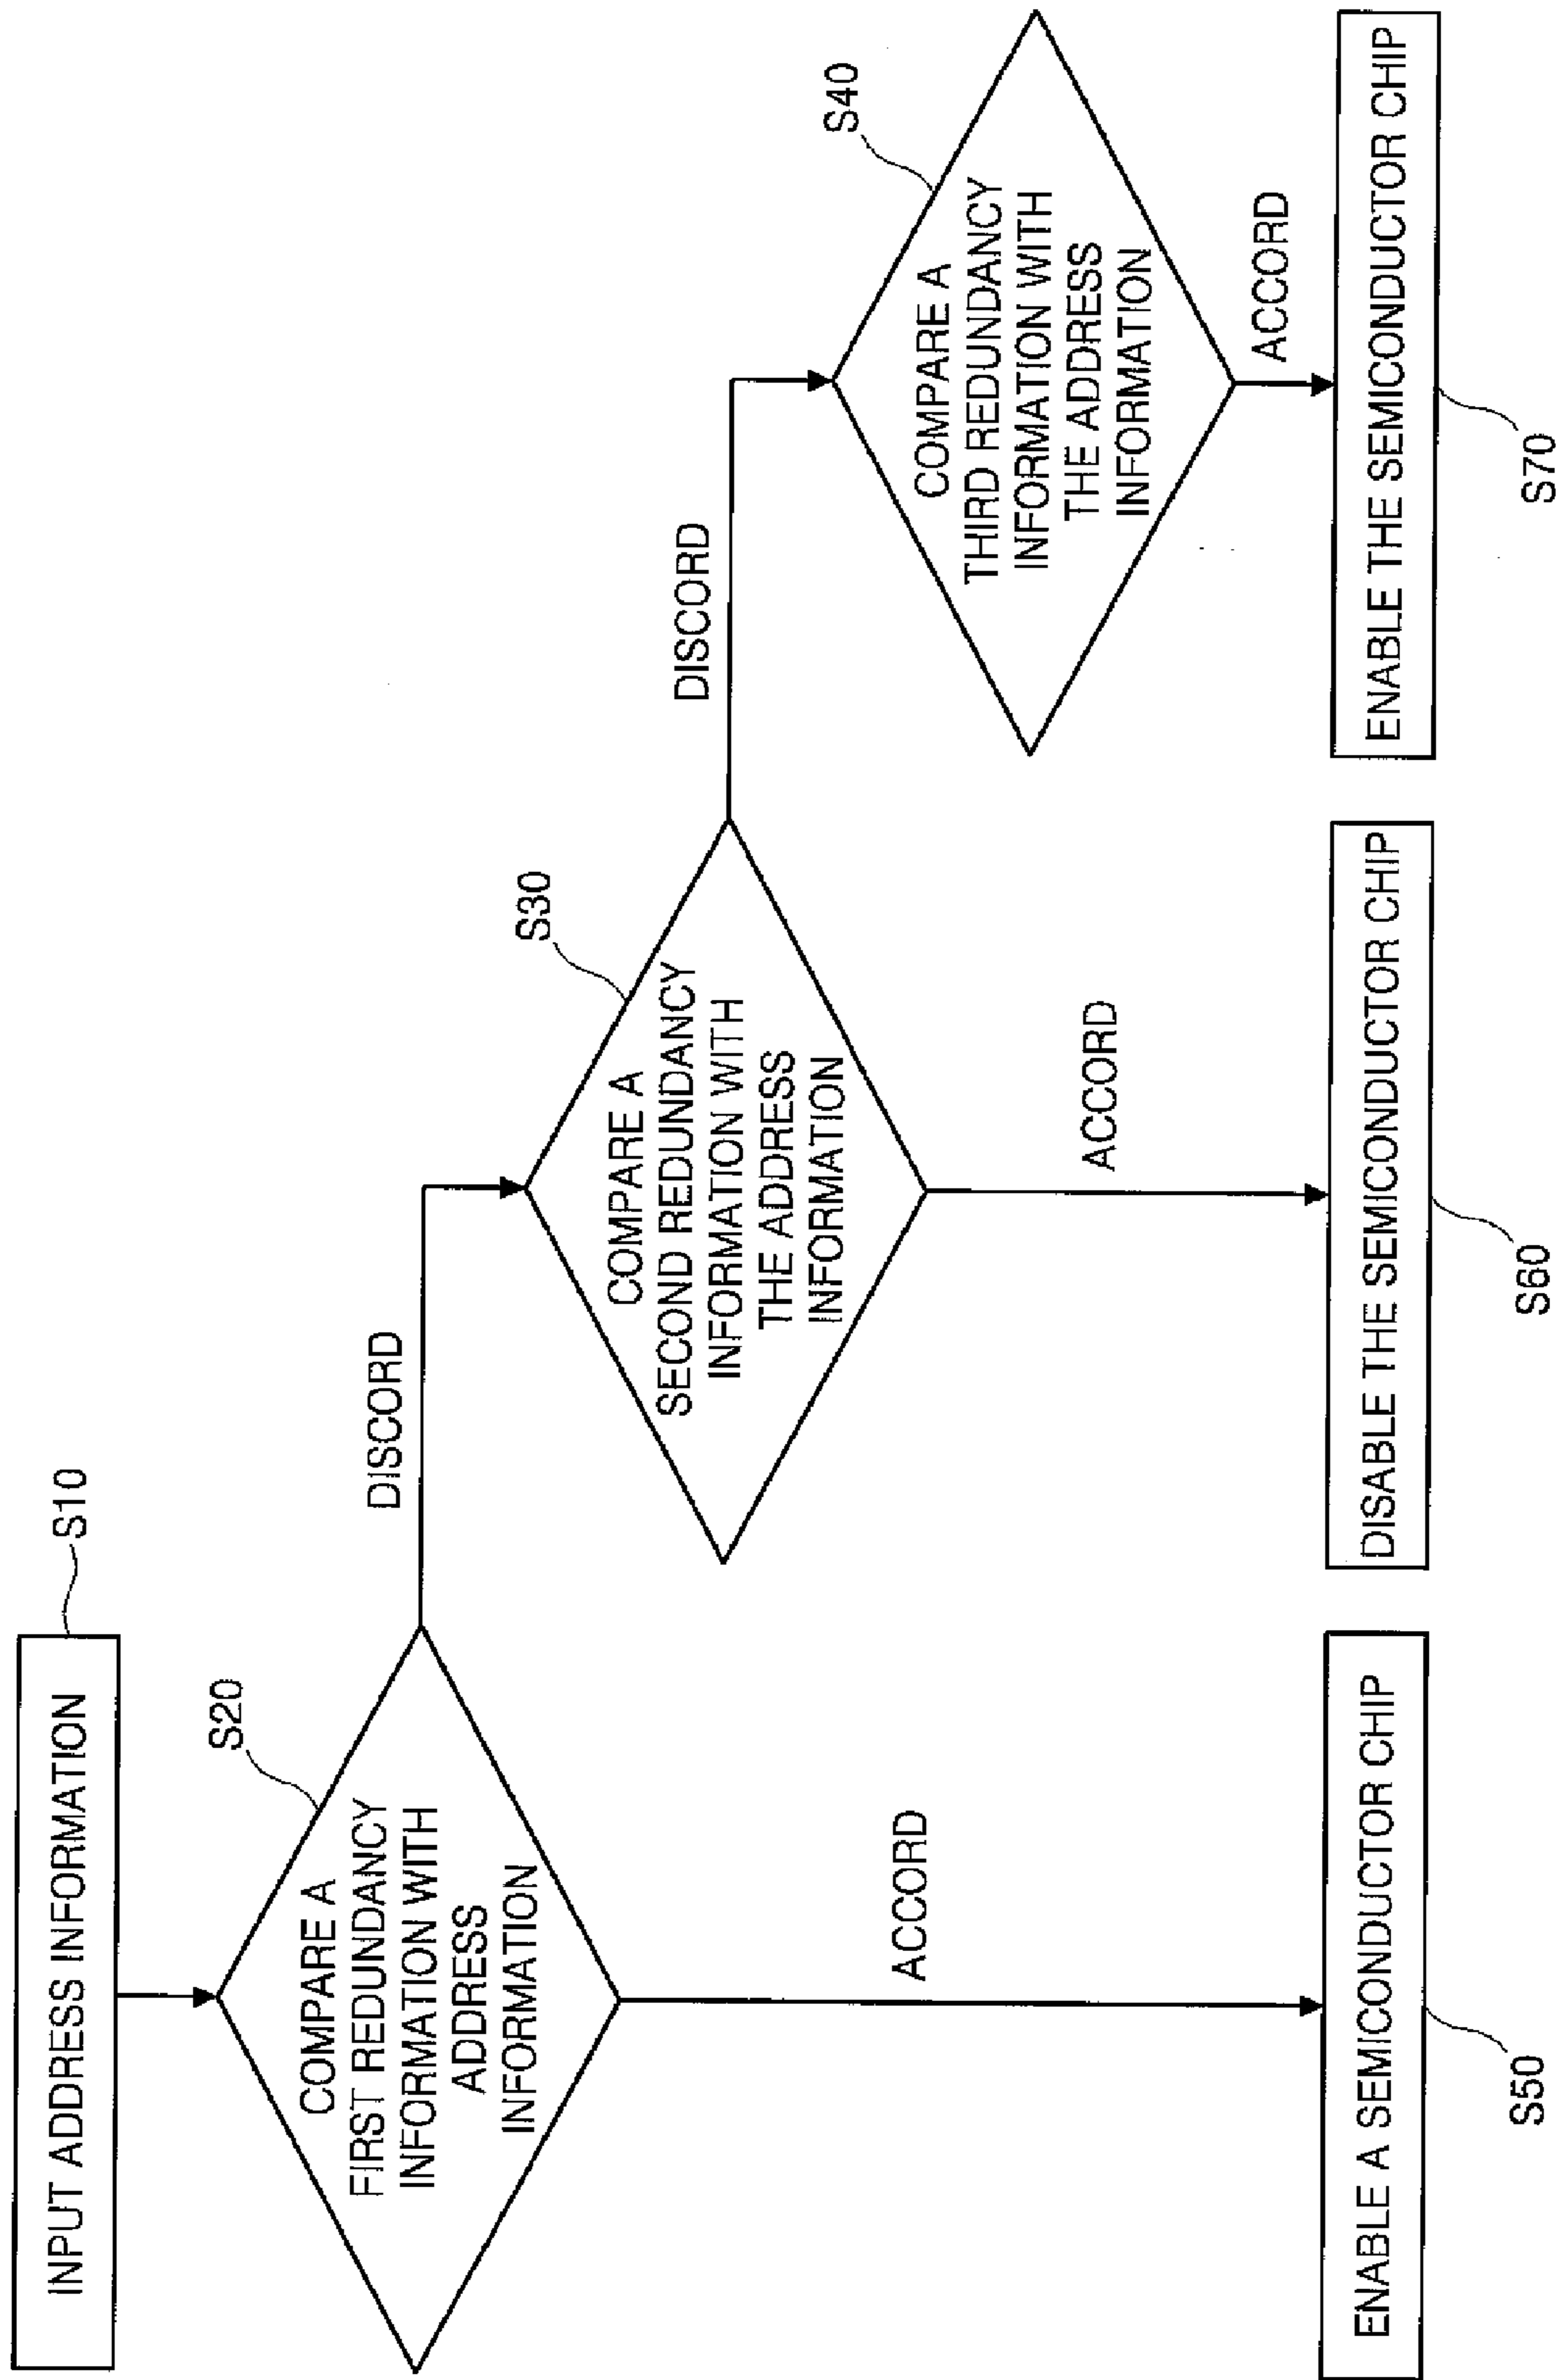 INPUT ADDRESS INFORMATION
S10
S20
COMPARE A
FIRST REDUNDANCY
INFORMATION WITH
ADDRESS
INFORMATION
DISCORD
S30
COMPARE A
SECOND REDUNDANCY
INFORMATION WITH
THE ADDRESS
INFORMATION
DISCORD
S40
COMPARE A
THIRD REDUNDANCY
INFORMATION WITH
THE ADDRESS
INFORMATION
ACCORD
ACCORD
ACCORD
ENABLE A SEMICONDUCTOR CHIP
S50
DISABLE THE SEMICONDUCTOR CHIP
S60
ENABLE THE SEMICONDUCTOR CHIP
S70